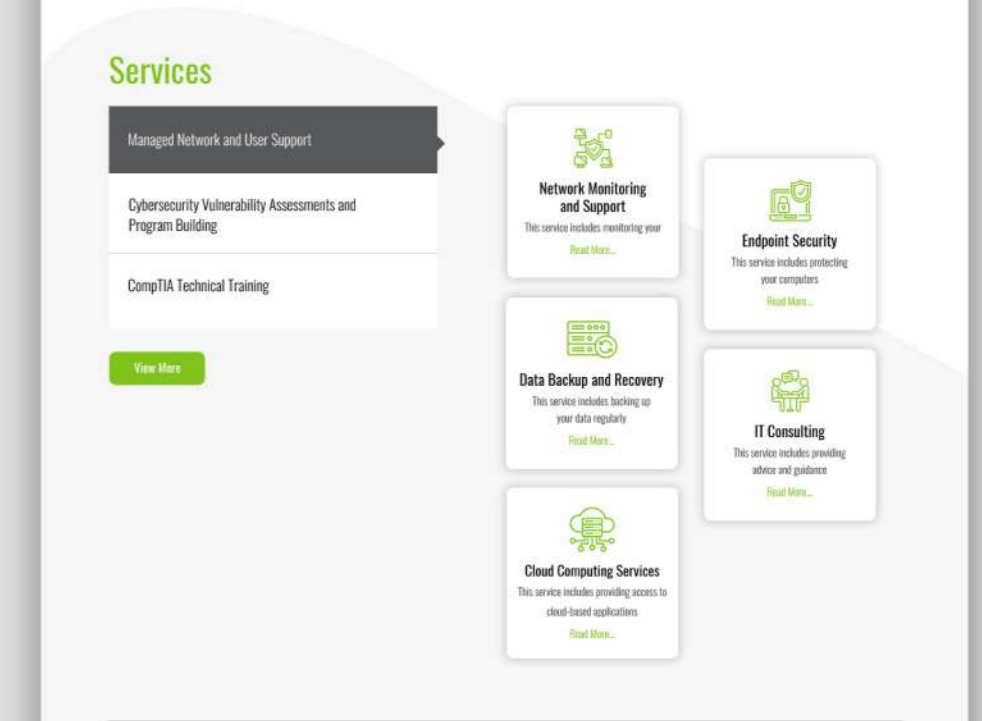 Services
Managed Network and User Support
Cybersecurity Vulnerability Assessments and
Program Building
CompTIA Technical Training
View More
Network Monitoring
and Support
This service includes monitoring your
Read More...
Data Backup and Recovery
This service includes backing up
your data regularly
Read More...
Cloud Computing Services
This service includes providing access to
cloud-based applications
Read More...
Endpoint Security
This service includes protecting
your computers
Read More...
IT Consulting
This service includes providing
advice and guidance
Read More...